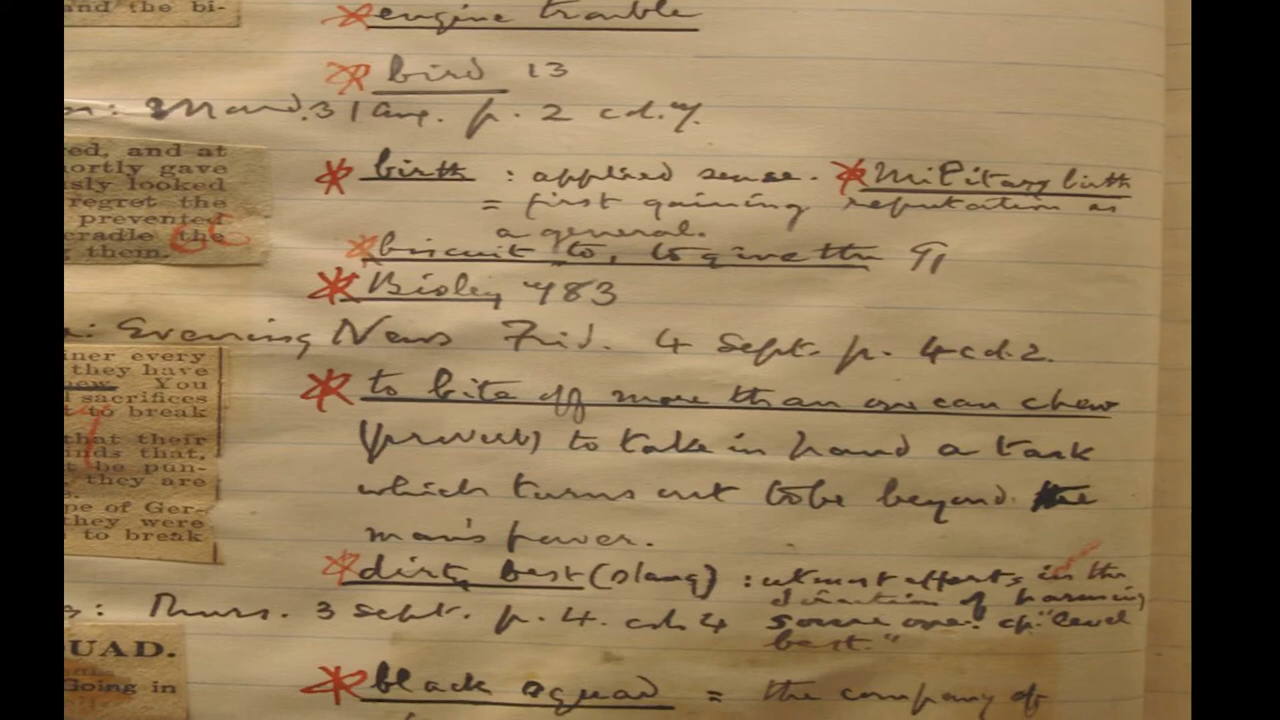 and the bi-
engine trouble
bird 13
31 Aug. p. 2 col. 7.
ed, and at
ortly gave
sly looked
regret the
prevented
cradle the
them.
birth : applied sense. Military birth
= first gaining reputation as
a general.
biscuit to, to give the 91
Bisley 783
Evening News Frid. 4 Sept. p. 4 col. 2.
iner every
they have
You
sacrifices
to break
that their
inds that,
t be pun-
they are
pe of Ger-
they were
to break
to bite off more than one can chew
(proverb) to take in hand a task
which turns out to be beyond the
man's power.
dirty best (slang) : utmost efforts in the
direction of harming
Thurs. 3 Sept. p. 4. col. 4 some one. cp. "level
best."
UAD.
Going in
black squad = the company of